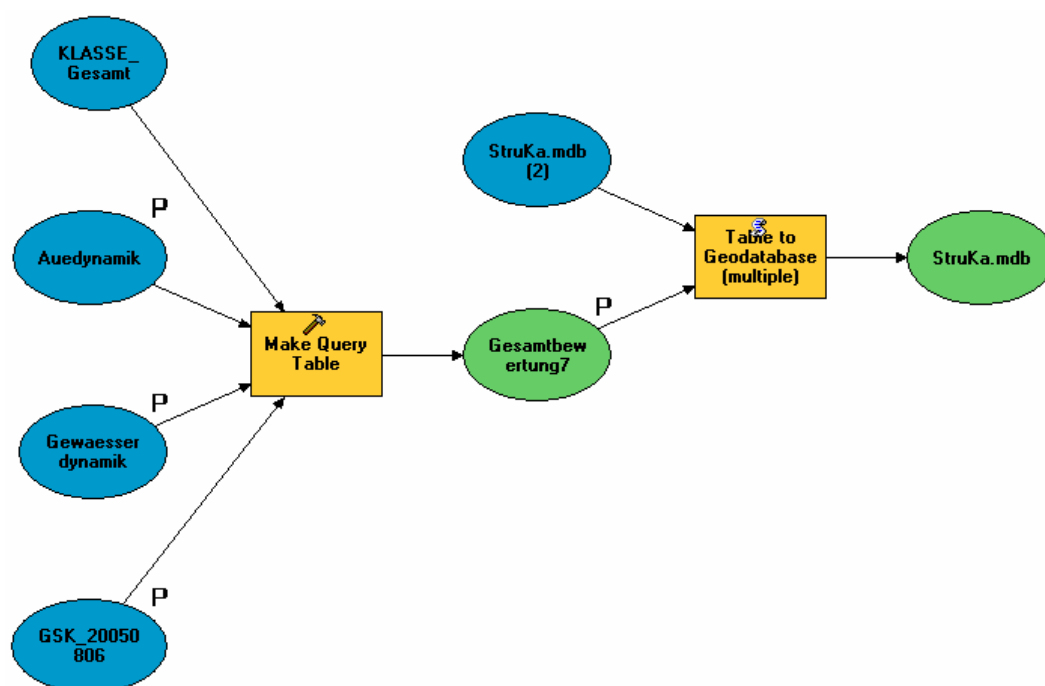 KLASSE_
Gesamt
P
Auedynamik
StruKa.mdb
(2)
Table to
Geodatabase
(multiple)
StruKa.mdb
Make Query
Table
P
Gesamtbew
ertung7
P
Gewaesser
dynamik
P
GSK_20050
806